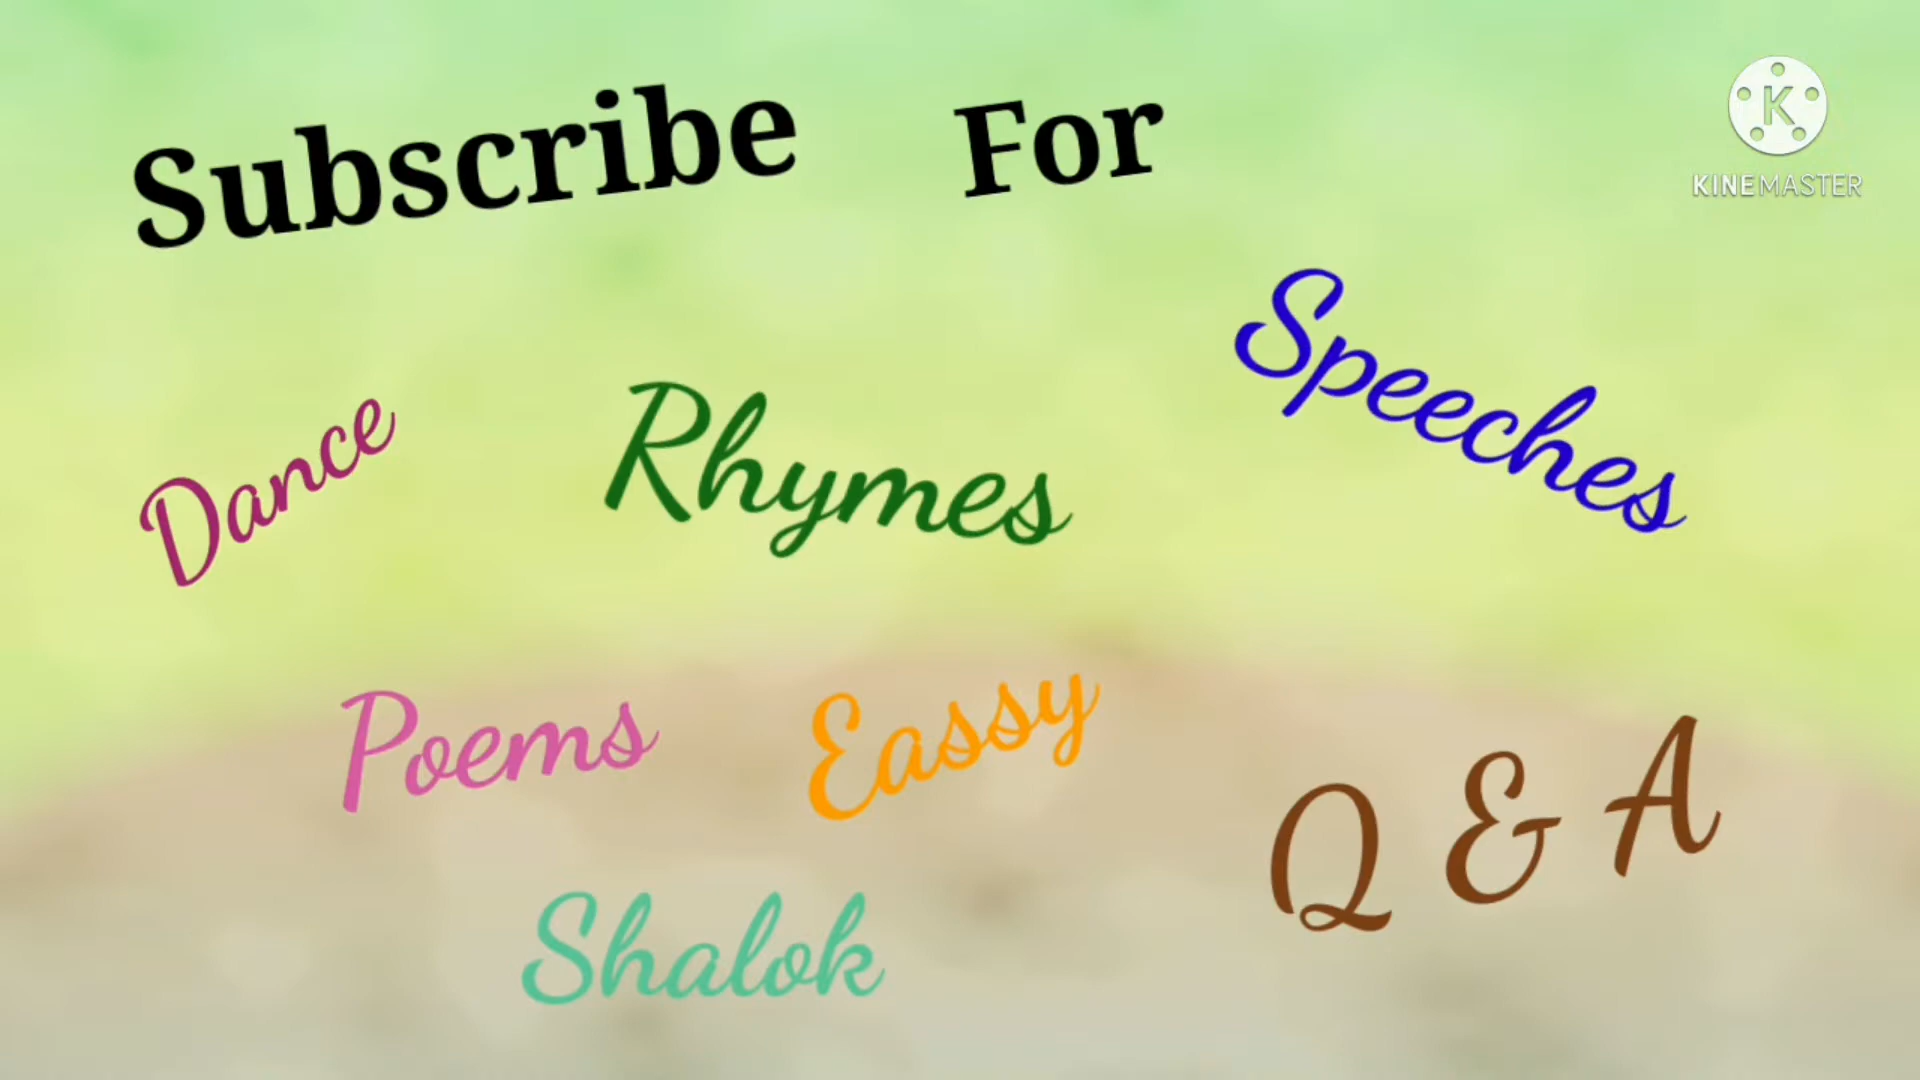 Subscribe For
K
KINEMASTER
Speeches
Dance
Rhymes
Poems
Eassy
Q & A
Shalok